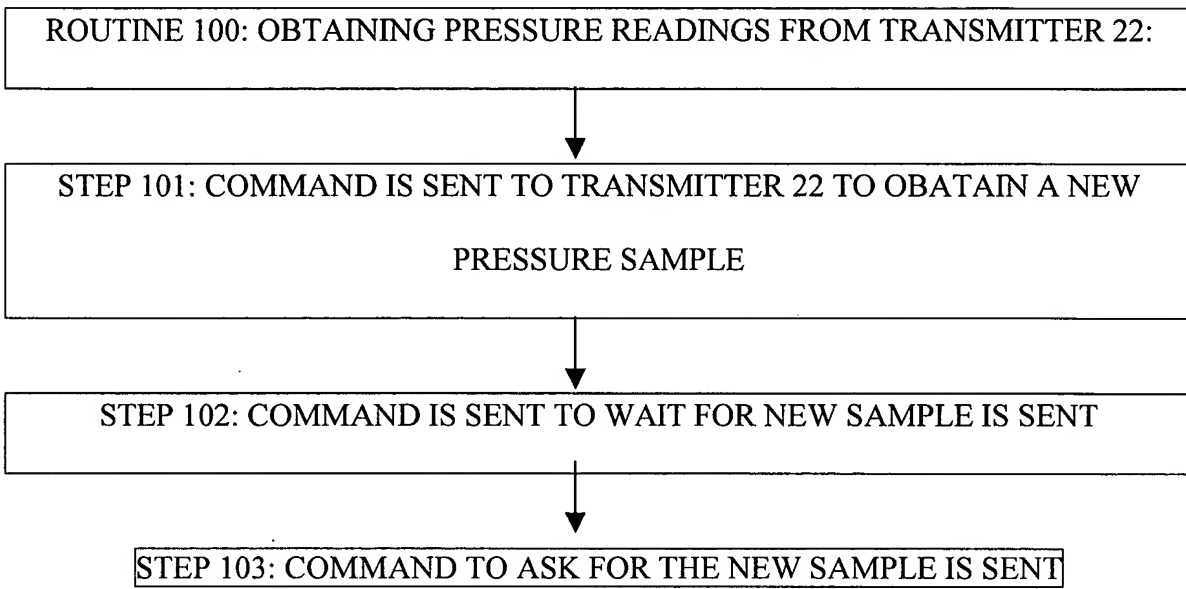 ROUTINE 100: OBTAINING PRESSURE READINGS FROM TRANSMITTER 22:
STEP 101: COMMAND IS SENT TO TRANSMITTER 22 TO OBATAIN A NEW
PRESSURE SAMPLE
STEP 102: COMMAND IS SENT TO WAIT FOR NEW SAMPLE IS SENT
STEP 103: COMMAND TO ASK FOR THE NEW SAMPLE IS SENT